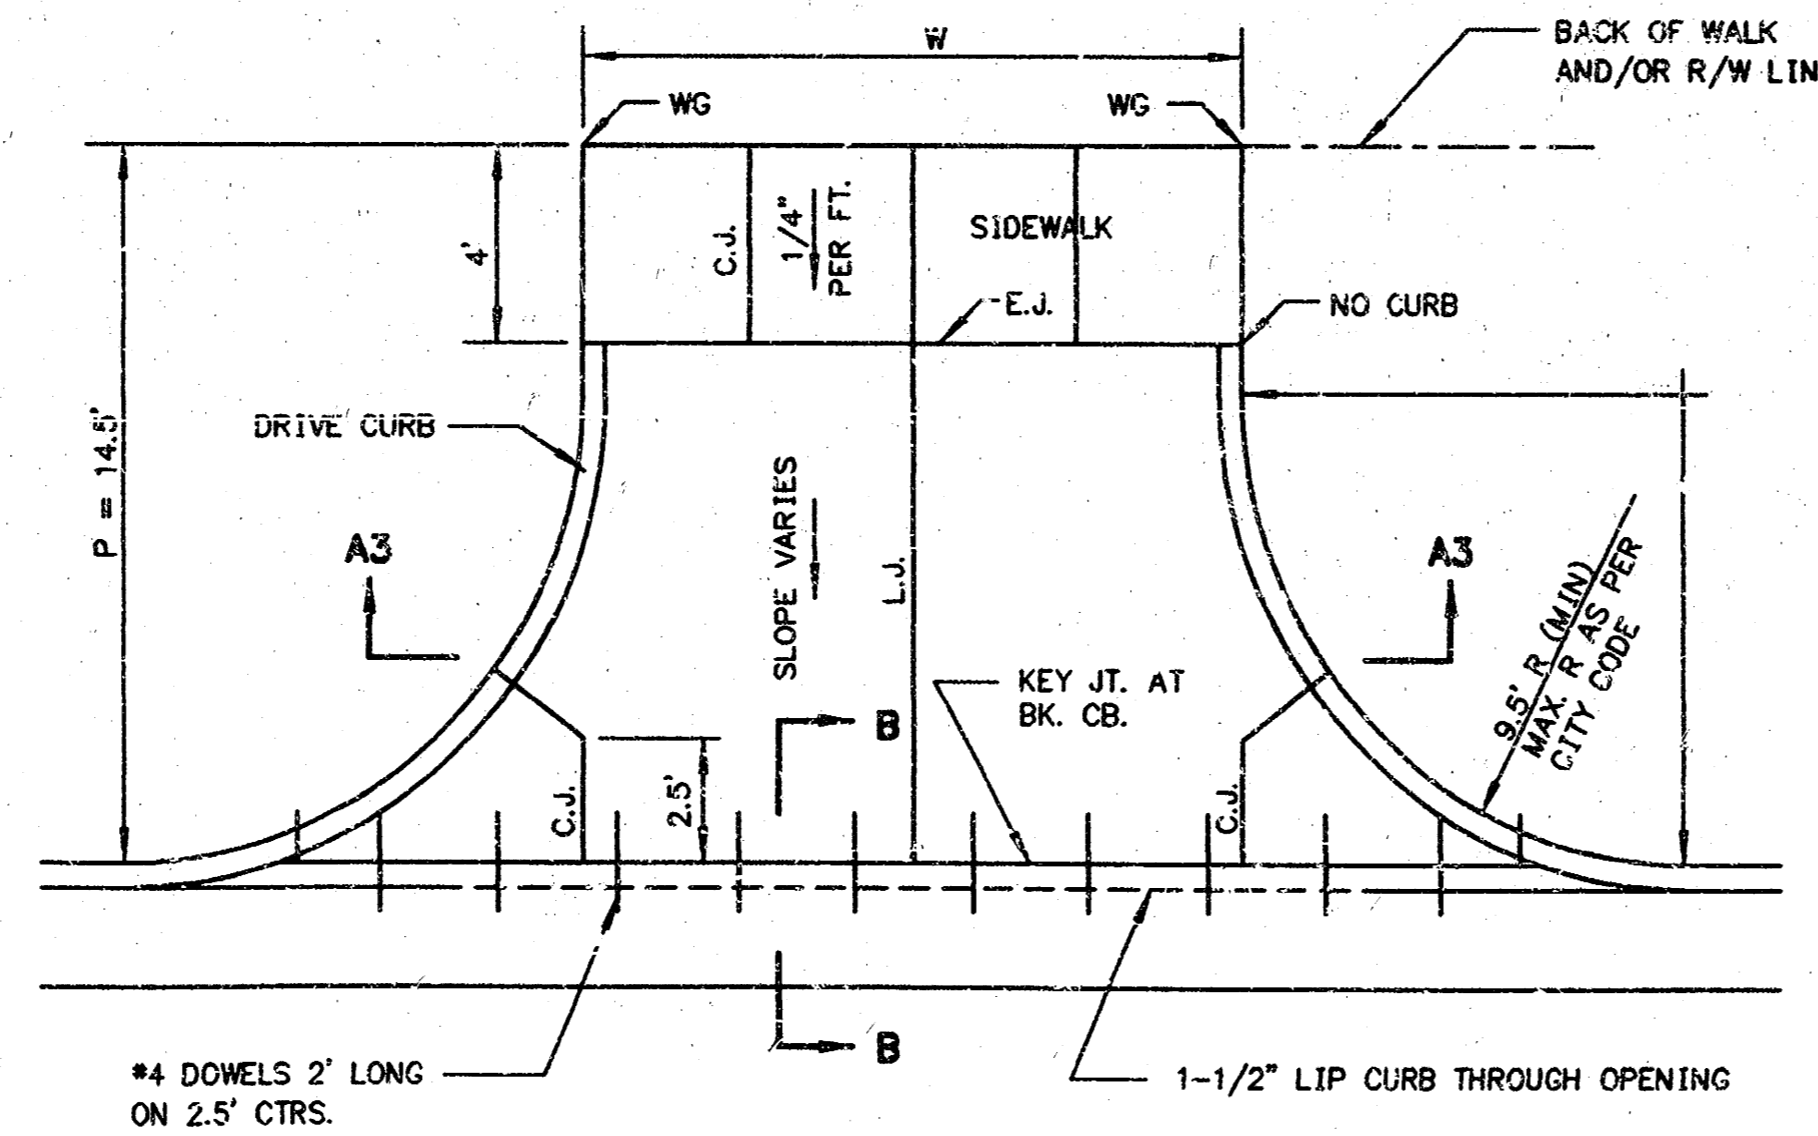 W
BACK OF WALK
AND/OR R/W LIN
WG
WG
4'
C.J.
1/4"
PER FT.
SIDEWALK
E.J.
NO CURB
P = 14.5'
DRIVE CURB
SLOPE VARIES
L.J.
A3
A3
9.5' R (MIN)
MAX. R AS PER
CITY CODE
KEY JT. AT
BK. CB.
B
2.5'
C.J.
C.J.
B
#4 DOWELS 2' LONG
ON 2.5' CTRS.
1-1/2" LIP CURB THROUGH OPENING